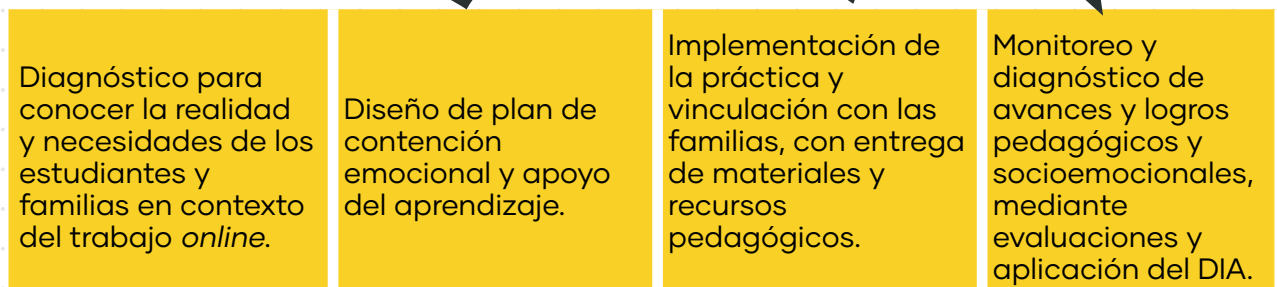 Diagnóstico para
conocer la realidad
y necesidades de los
estudiantes y
familias en contexto
del trabajo online.
Diseño de plan de
contención
emocional y apoyo
del aprendizaje.
Implementación de
la práctica y
vinculación con las
familias, con entrega
de materiales y
recursos
pedagógicos.
Monitoreo y
diagnóstico de
avances y logros
pedagógicos y
socioemocionales,
mediante
evaluaciones y
aplicación del DIA.